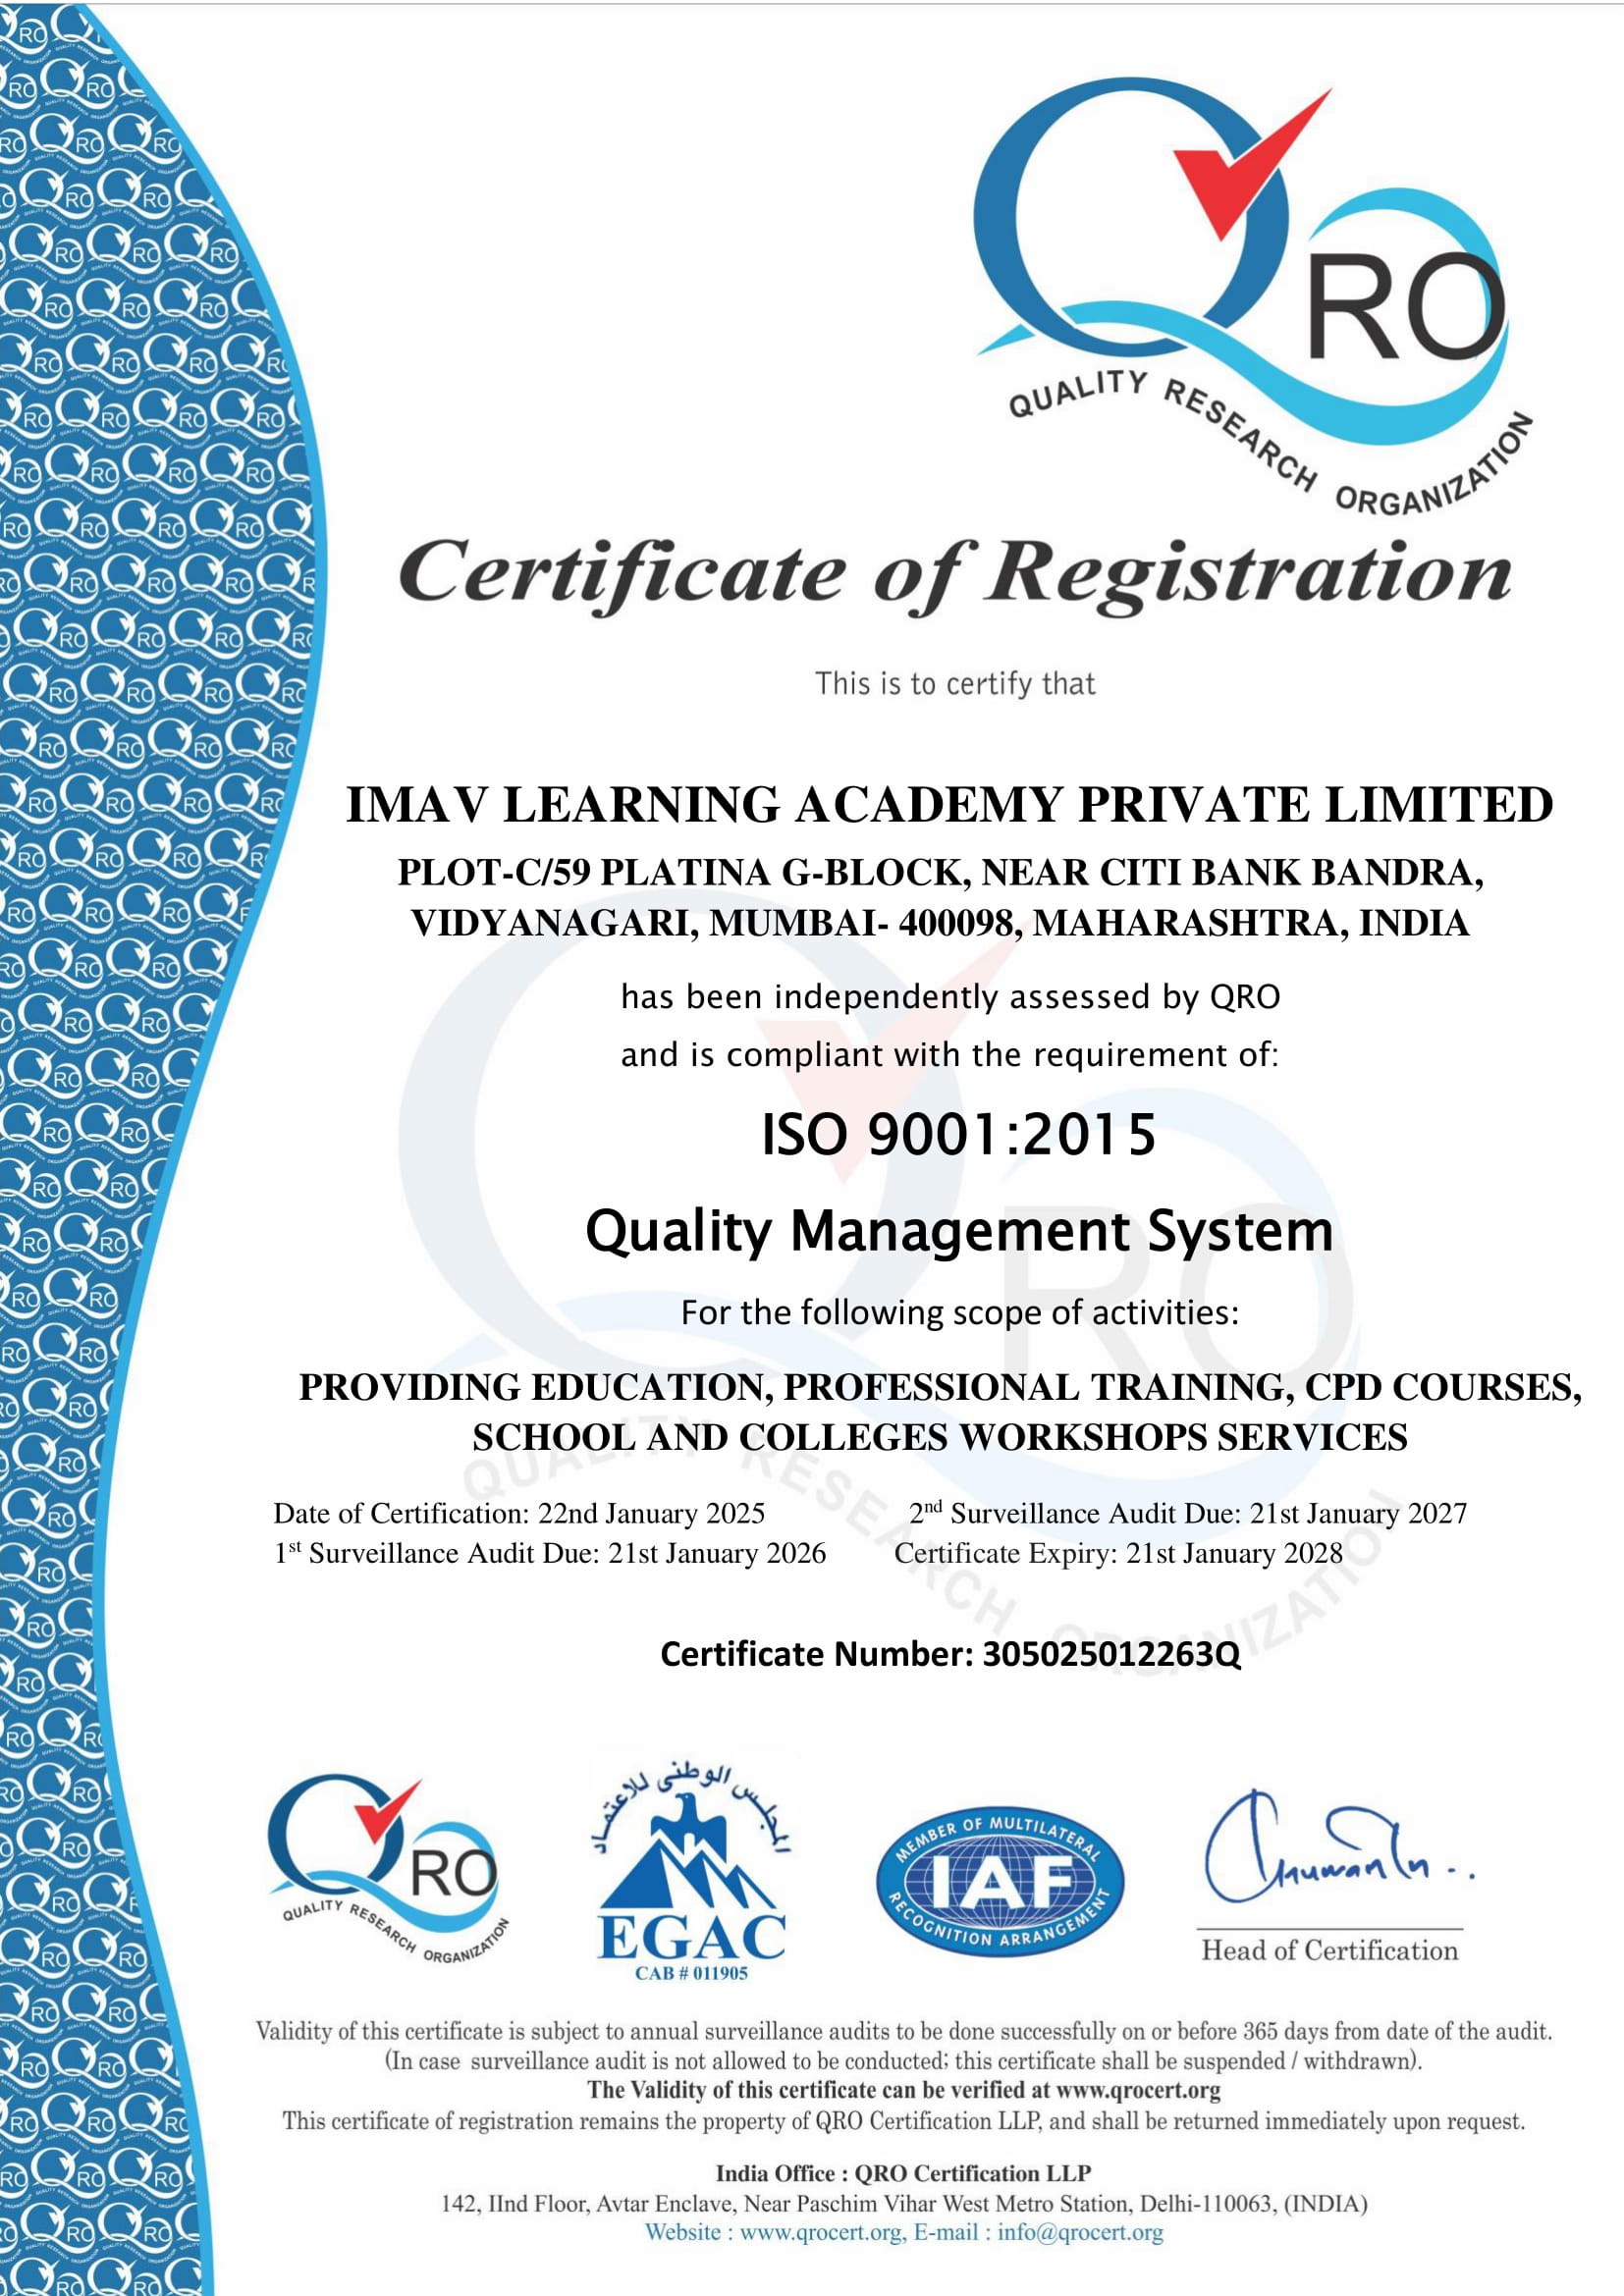 QRO
QUALITY RESEARCH ORGANIZATION
Certificate of Registration
This is to certify that
IMAV LEARNING ACADEMY PRIVATE LIMITED
PLOT-C/59 PLATINA G-BLOCK, NEAR CITI BANK BANDRA,
VIDYANAGARI, MUMBAI- 400098, MAHARASHTRA, INDIA
has been independently assessed by QRO
and is compliant with the requirement of:
ISO 9001:2015
Quality Management System
For the following scope of activities:
PROVIDING EDUCATION, PROFESSIONAL TRAINING, CPD COURSES,
SCHOOL AND COLLEGES WORKSHOPS SERVICES
Date of Certification: 22nd January 2025 2nd Surveillance Audit Due: 21st January 2027
1st Surveillance Audit Due: 21st January 2026 Certificate Expiry: 21st January 2028
Certificate Number: 305025012263Q
QRO
QUALITY RESEARCH ORGANIZATION
المجلس الوطنى للاعتماد
EGAC
CAB # 011905
MEMBER OF MULTILATERAL
IAF
RECOGNITION ARRANGEMENT
Head of Certification
Validity of this certificate is subject to annual surveillance audits to be done successfully on or before 365 days from date of the audit.
(In case surveillance audit is not allowed to be conducted; this certificate shall be suspended / withdrawn).
The Validity of this certificate can be verified at www.qrocert.org
This certificate of registration remains the property of QRO Certification LLP, and shall be returned immediately upon request.
India Office : QRO Certification LLP
142, IInd Floor, Avtar Enclave, Near Paschim Vihar West Metro Station, Delhi-110063, (INDIA)
Website : www.qrocert.org, E-mail : info@qrocert.org